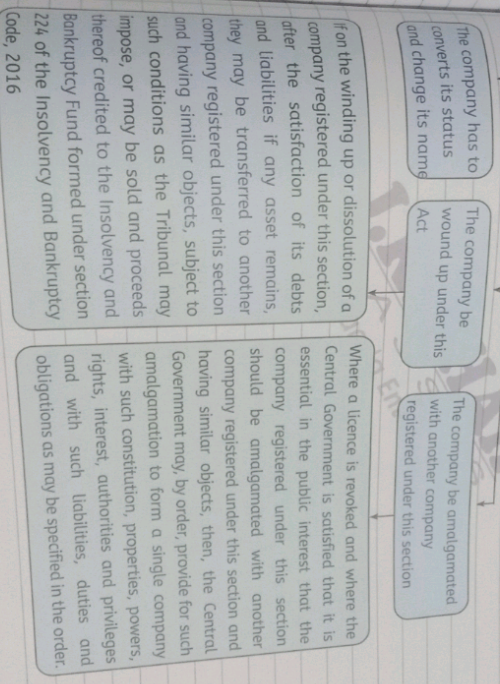 The company has to
converts its status
and change its name
The company be
wound up under this
Act
The company be amalgamated
with another company
registered under this section
If on the winding up or dissolution of a
company registered under this section,
after the satisfaction of its debts
and liabilities if any asset remains,
they may be transferred to another
company registered under this section
and having similar objects, subject to
such conditions as the Tribunal may
impose, or may be sold and proceeds
thereof credited to the Insolvency and
Bankruptcy Fund formed under section
224 of the Insolvency and Bankruptcy
Code, 2016
Where a licence is revoked and where the
Central Government is satisfied that it is
essential in the public interest that the
company registered under this section
should be amalgamated with another
company registered under this section and
having similar objects, then, the Central
Government may, by order, provide for such
amalgamation to form a single company
with such constitution, properties, powers,
rights, interest, authorities and privileges
and with such liabilities, duties and
obligations as may be specified in the order.